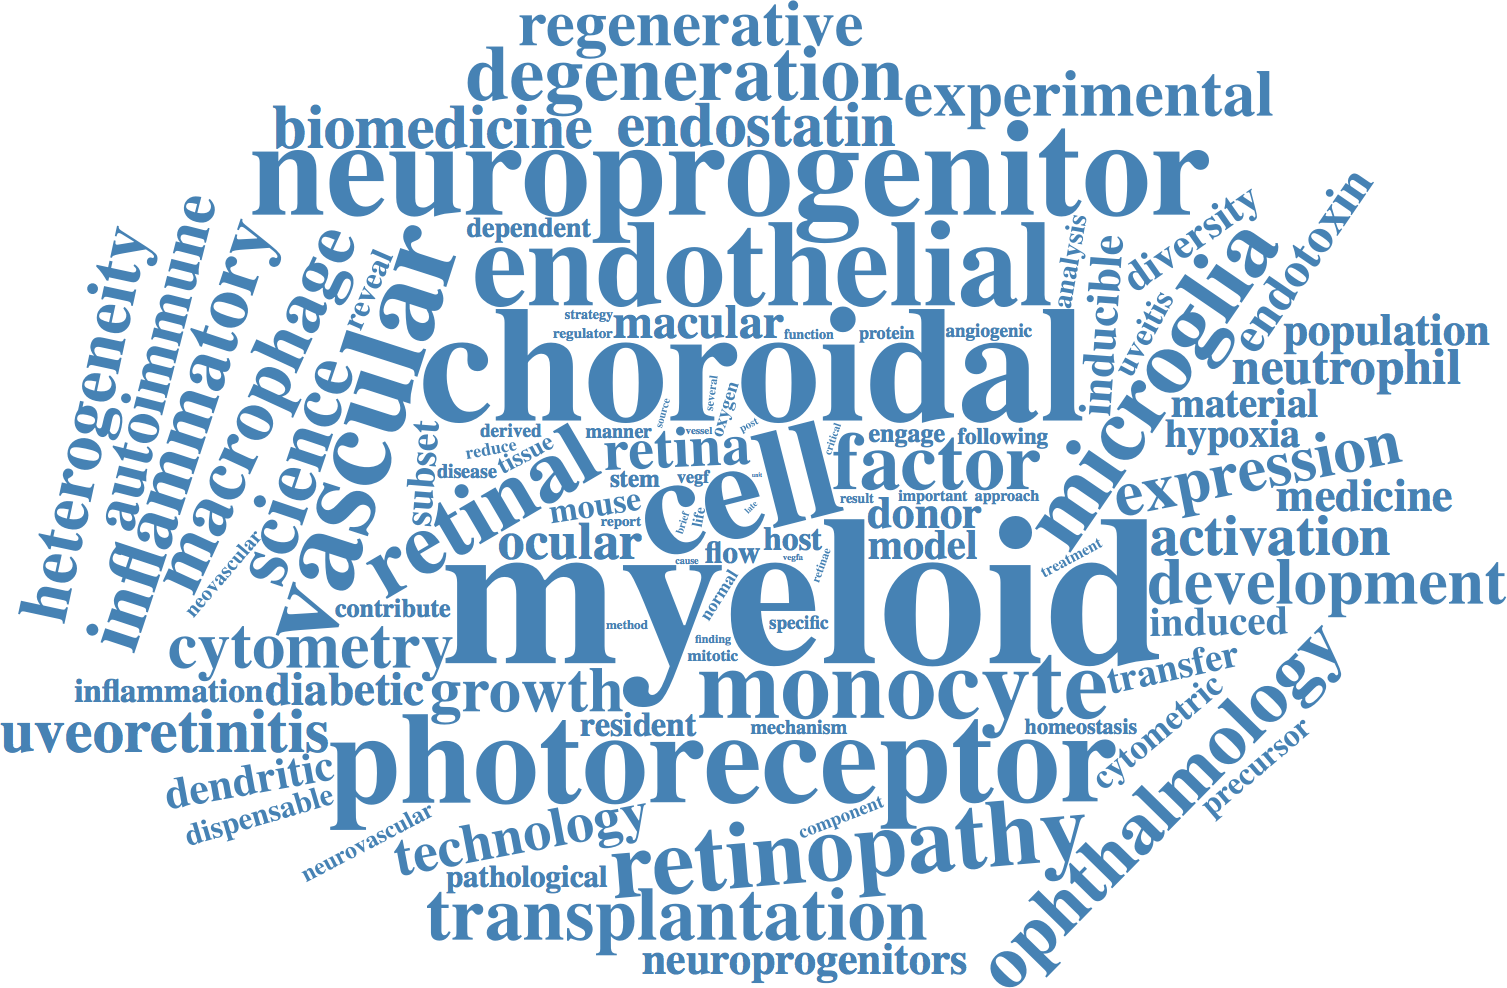 regenerative
degeneration
experimental
biomedicine
endostatin
neuroprogenitor
dependent
endothelial
analysis
inducible
diversity
endotoxin
heterogeneity
autoimmune
inflammatory
macrophage
reveal
science
vascular
neovascular
strategy
regulator
macular
function
protein
angiogenic
uveitis
microglia
population
neutrophil
material
hypoxia
choroidal
several
oxygen
source
post
critical
vessel
subset
derived
reduce
disease
tissue
retinal
manner
retina
stem
vegf
unit
cell
factor
engage
following
expression
medicine
mouse
report
brief
life
late
result
important
approach
donor
ocular
flow
host
model
cause
vegfa
retinae
treatment
activation
development
induced
contribute
myeloid
normal
method
finding
specific
mitotic
cytometry
inflammation
diabetic
growth
monocyte
transfer
uveoretinitis
resident
mechanism
homeostasis
cytometric
ophthalmology
precursor
dendritic
dispensable
photoreceptor
neurovascular
technology
component
pathological
retinopathy
transplantation
neuroprogenitors